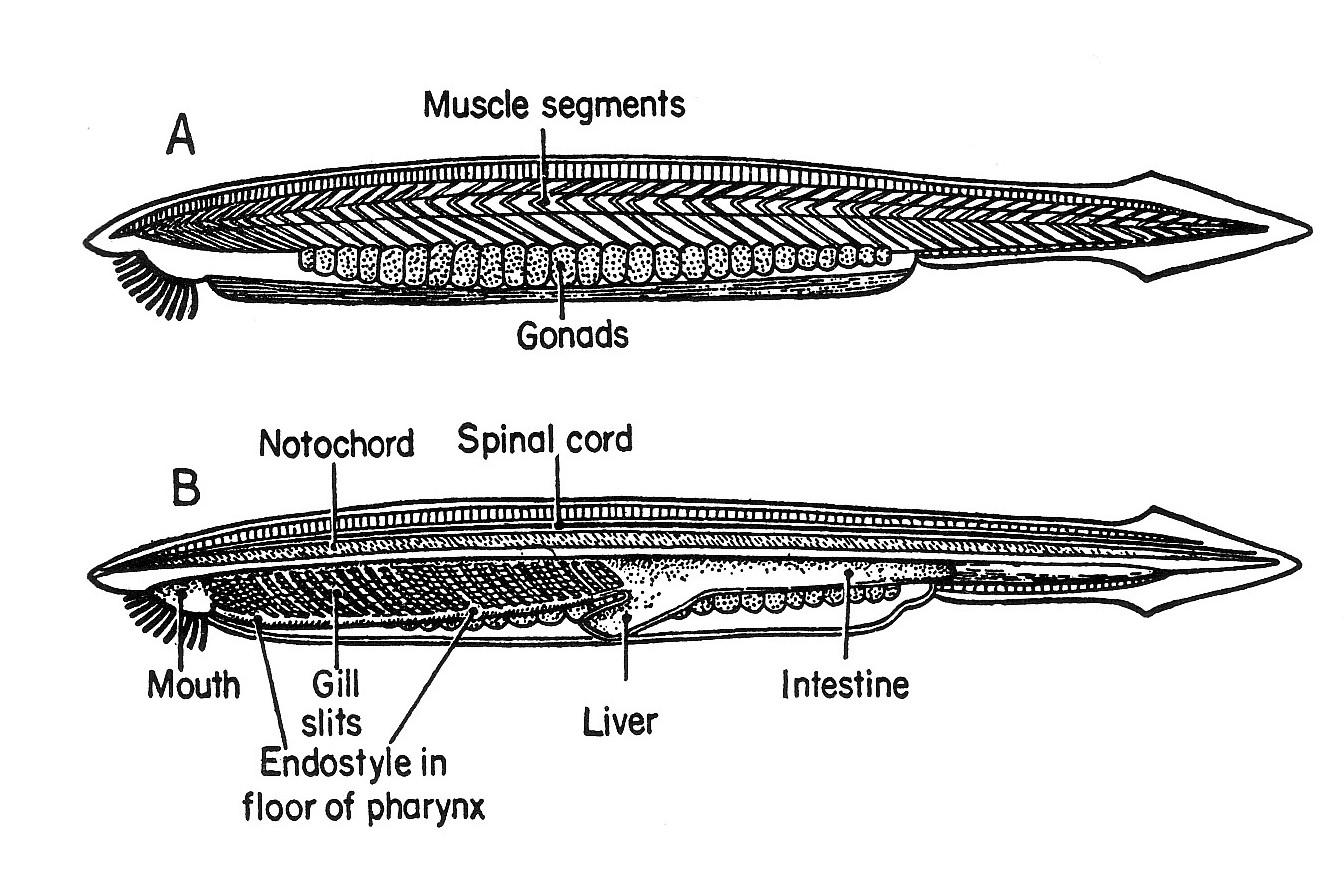 A
Muscle segments
Gonads
B
Notochord
Spinal cord
Mouth
Gill
slits
Liver
Intestine
Endostyle in
floor of pharynx